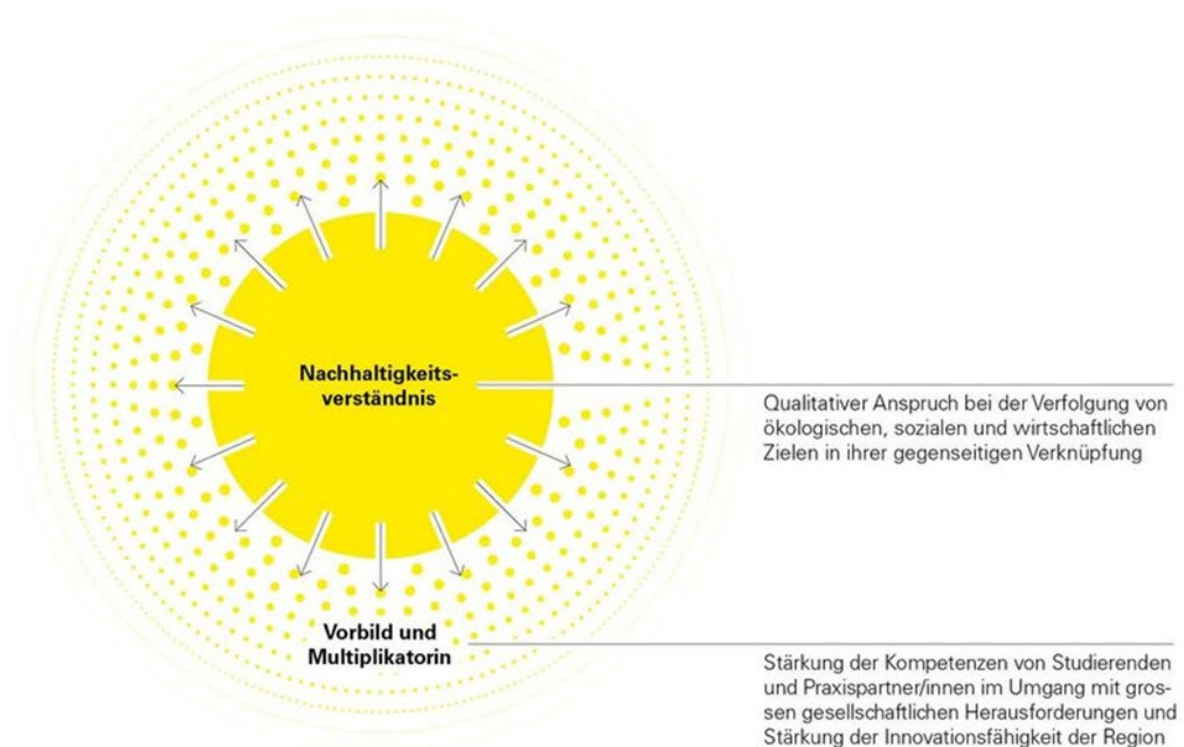 Nachhaltigkeits-
verständnis
Qualitativer Anspruch bei der Verfolgung von
ökologischen, sozialen und wirtschaftlichen
Zielen in ihrer gegenseitigen Verknüpfung
Vorbild und
Multiplikatorin
Stärkung der Kompetenzen von Studierenden
und Praxispartner/innen im Umgang mit gros-
sen gesellschaftlichen Herausforderungen und
Stärkung der Innovationsfähigkeit der Region